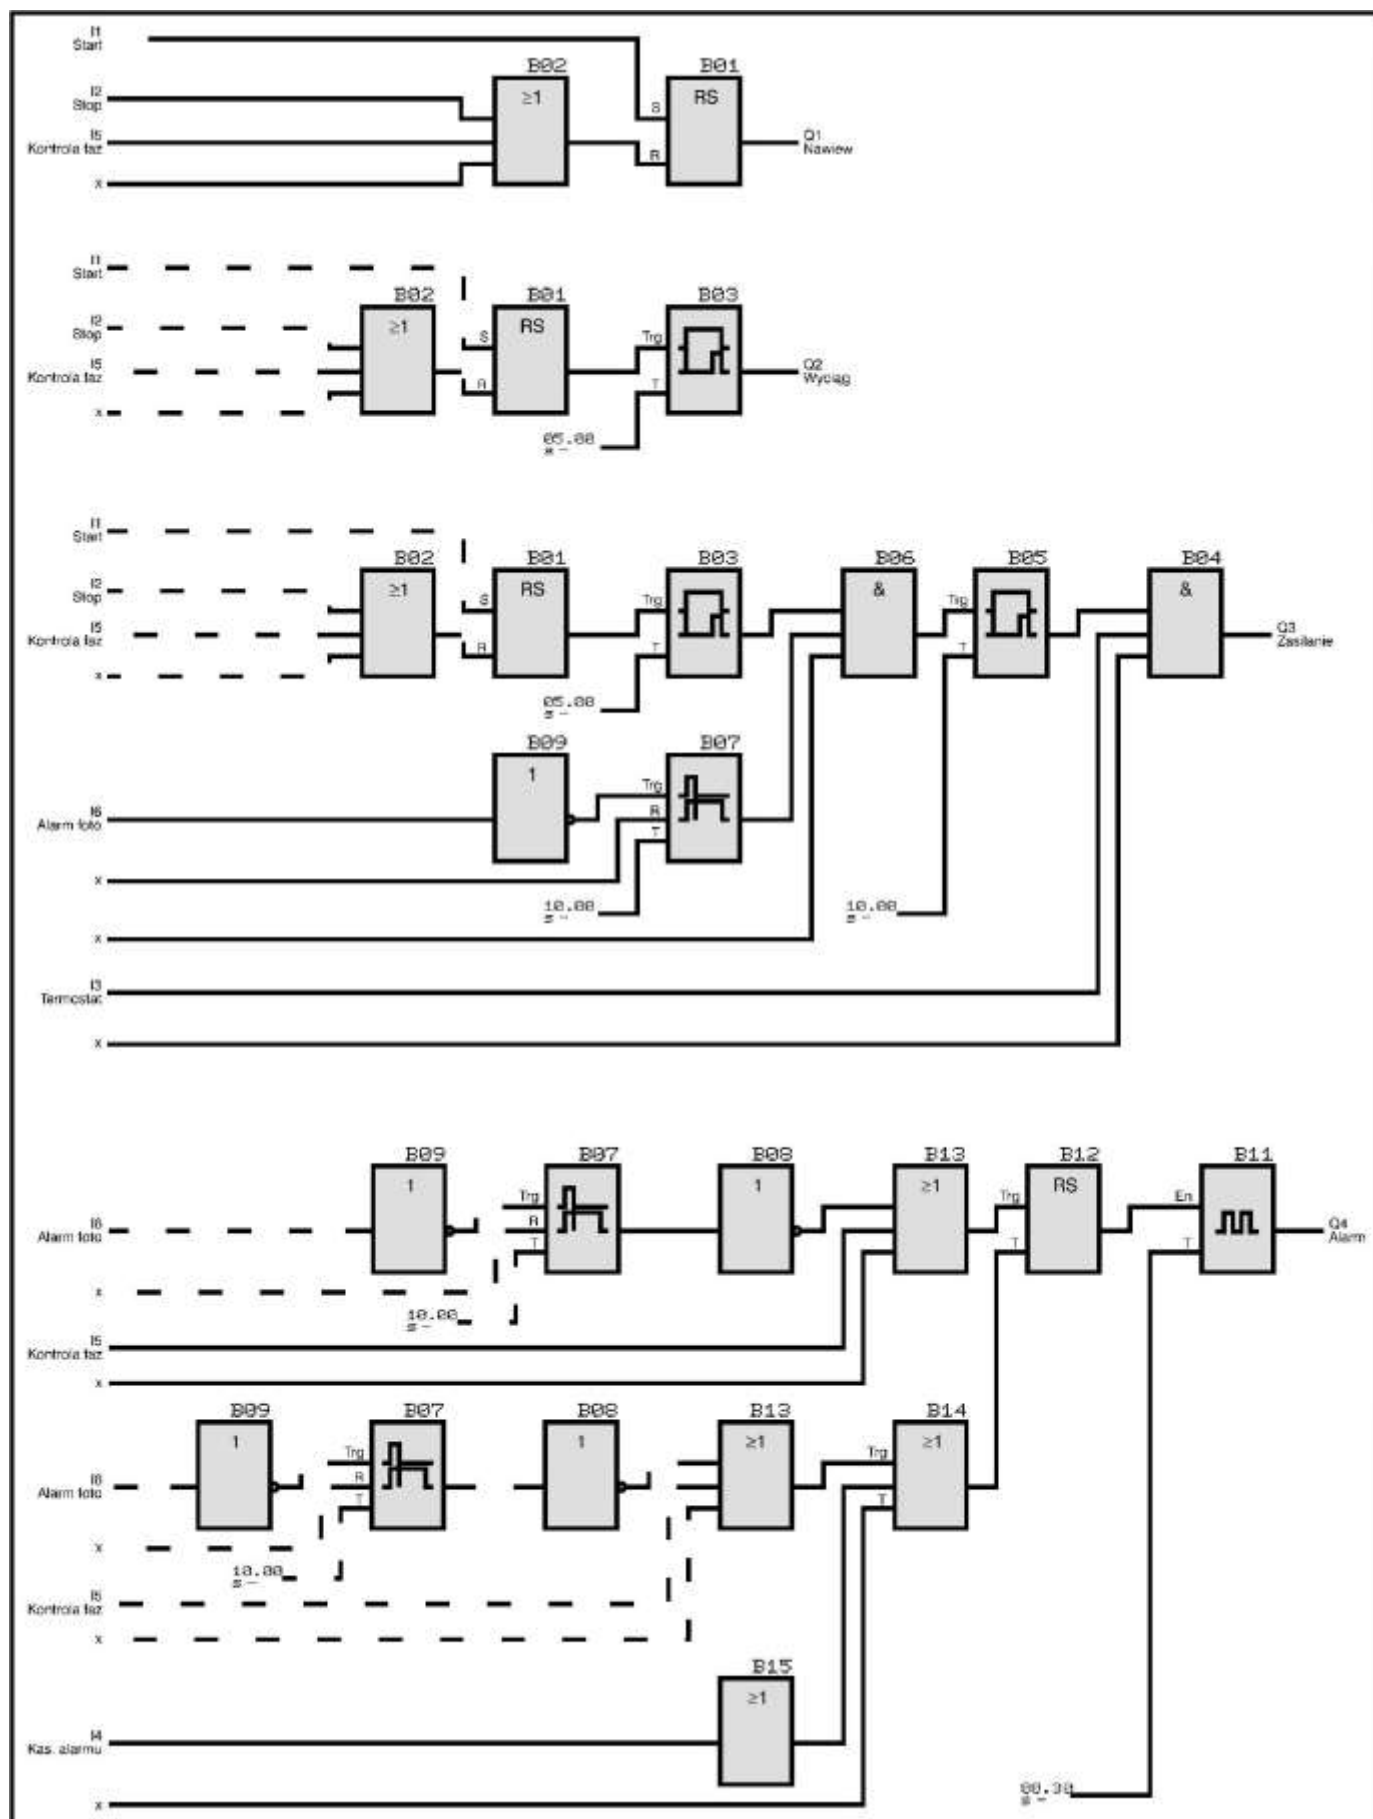 I1
Start
B02
B01
I2
Stop
≥1
S
RS
I5
Kontrola faz
Q1
Nawiew
R
x
I1
Start
B02
B01
B03
I2
Stop
≥1
S
RS
Trg
I5
Kontrola faz
Q2
Wyciąg
R
T
x
05.00
s -
I1
Start
B02
B01
B03
B06
B05
B04
I2
Stop
≥1
S
RS
Trg
&
Trg
&
I5
Kontrola faz
Q3
Zasilanie
R
T
T
x
05.00
s -
B09
B07
1
Trg
I6
Alarm foto
R
T
x
10.00
s -
10.00
s -
x
I3
Termostat
x
B09
B07
B08
B13
B12
B11
1
Trg
1
≥1
Trg
RS
En
I6
Alarm foto
R
Q4
Alarm
T
T
T
x
10.00
s -
I5
Kontrola faz
x
B09
B07
B08
B13
B14
1
Trg
1
≥1
Trg
≥1
I6
Alarm foto
R
T
T
x
10.00
s -
I5
Kontrola faz
x
B15
≥1
I4
Kas. alarmu
00.30
s -
x